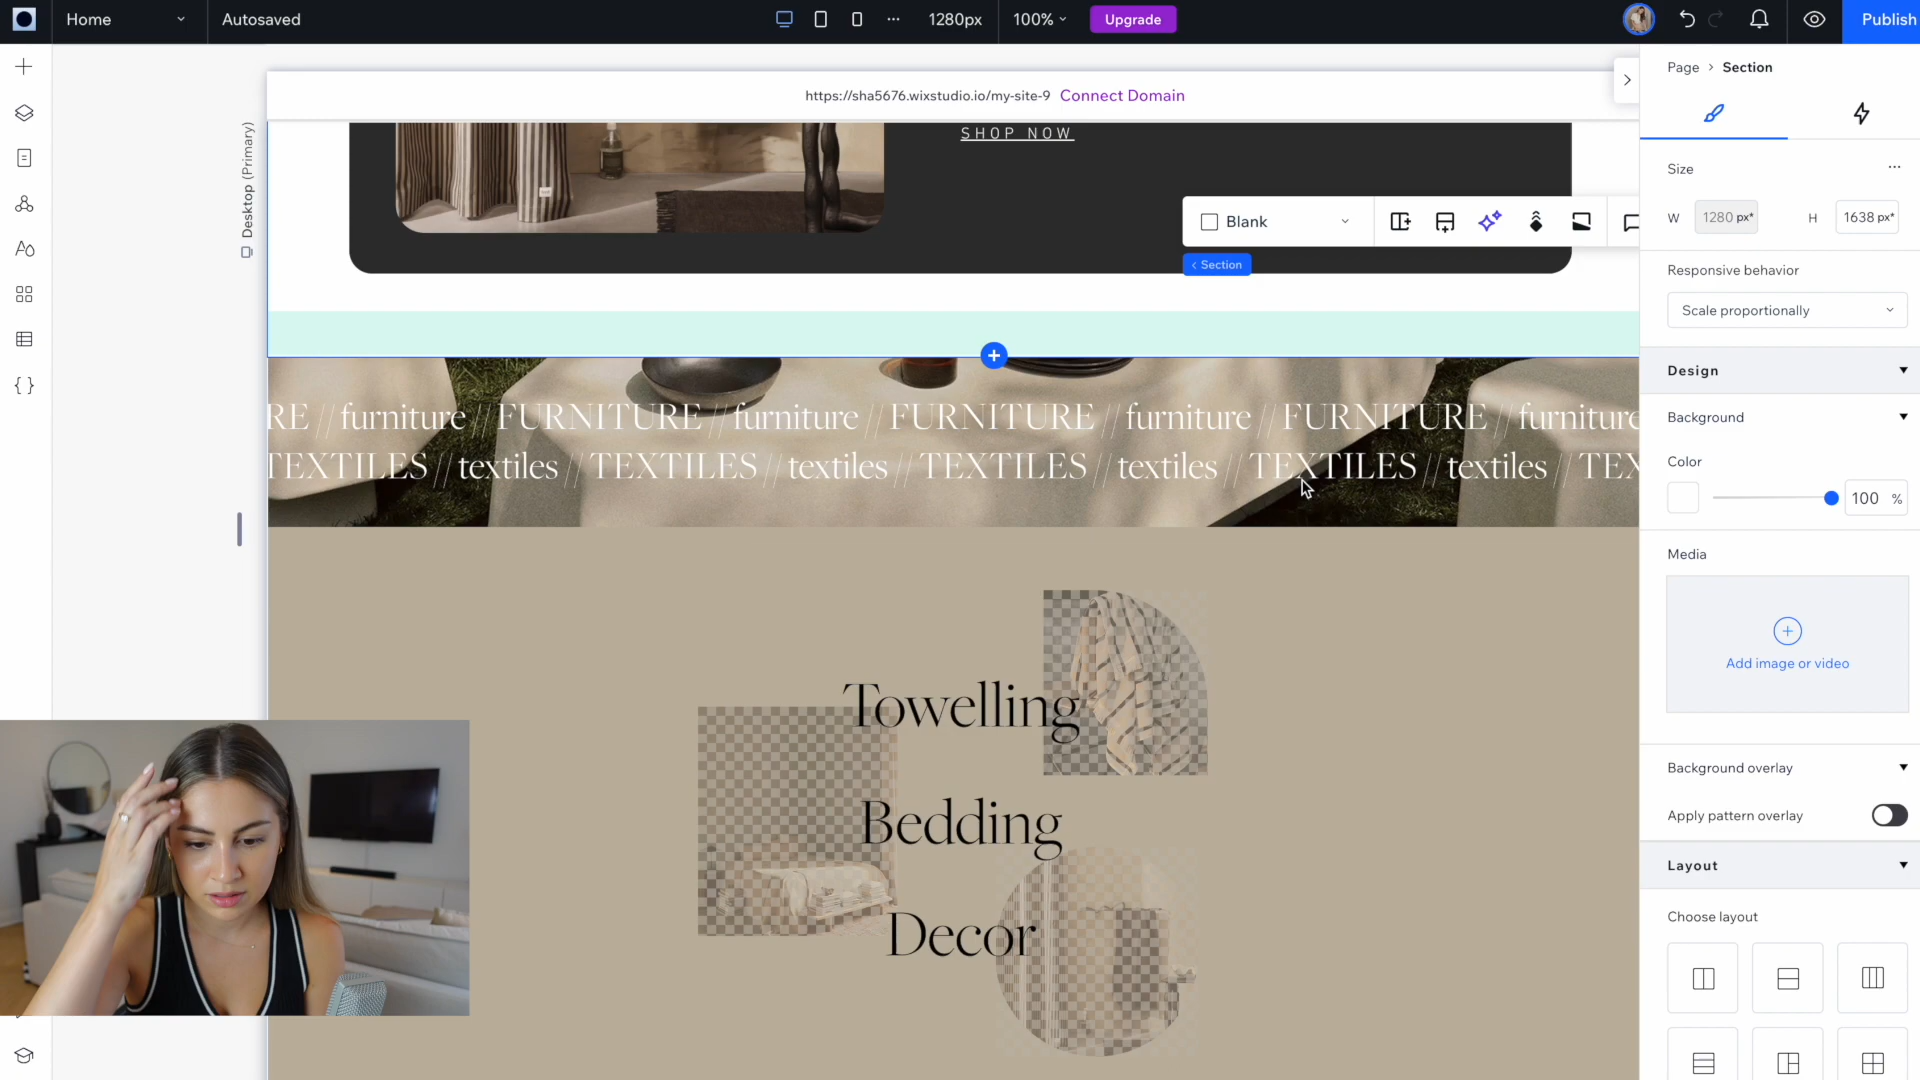 Home
Autosaved
1280px
100%
Upgrade
Publish
https://sha5676.wixstudio.io/my-site-9 Connect Domain
Page > Section
Desktop (Primary)
SHOP NOW
Blank
< Section
Size
W 1280 px* H 1638 px*
Responsive behavior
Scale proportionally
Design
Background
Color
100 %
Media
Add image or video
Background overlay
Apply pattern overlay
Layout
Choose layout
RE // furniture // FURNITURE // furniture // FURNITURE // furniture // FURNITURE // furniture
TEXTILES // textiles // TEXTILES // textiles // TEXTILES // textiles // TEXTILES // textiles // TEX
Towelling
Bedding
Decor